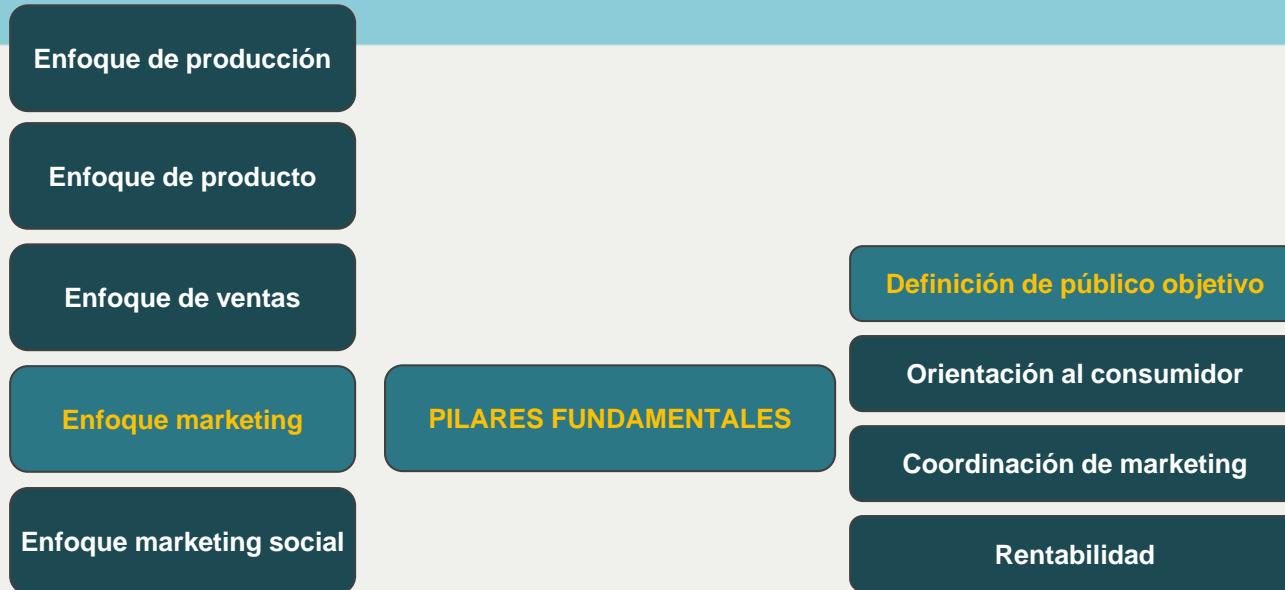 Enfoque de producción
Enfoque de producto
Enfoque de ventas
Enfoque marketing
Enfoque marketing social
PILARES FUNDAMENTALES
Definición de público objetivo
Orientación al consumidor
Coordinación de marketing
Rentabilidad